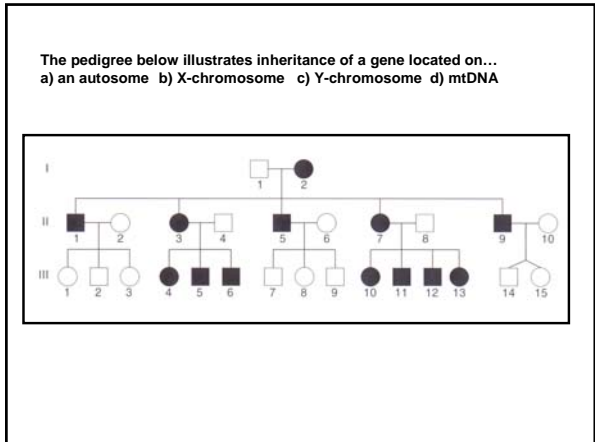 The pedigree below illustrates inheritance of a gene located on…
a) an autosome b) X-chromosome c) Y-chromosome d) mtDNA
I
1 2
II
1 2 3 4 5 6 7 8 9 10
III
1 2 3 4 5 6 7 8 9 10 11 12 13 14 15